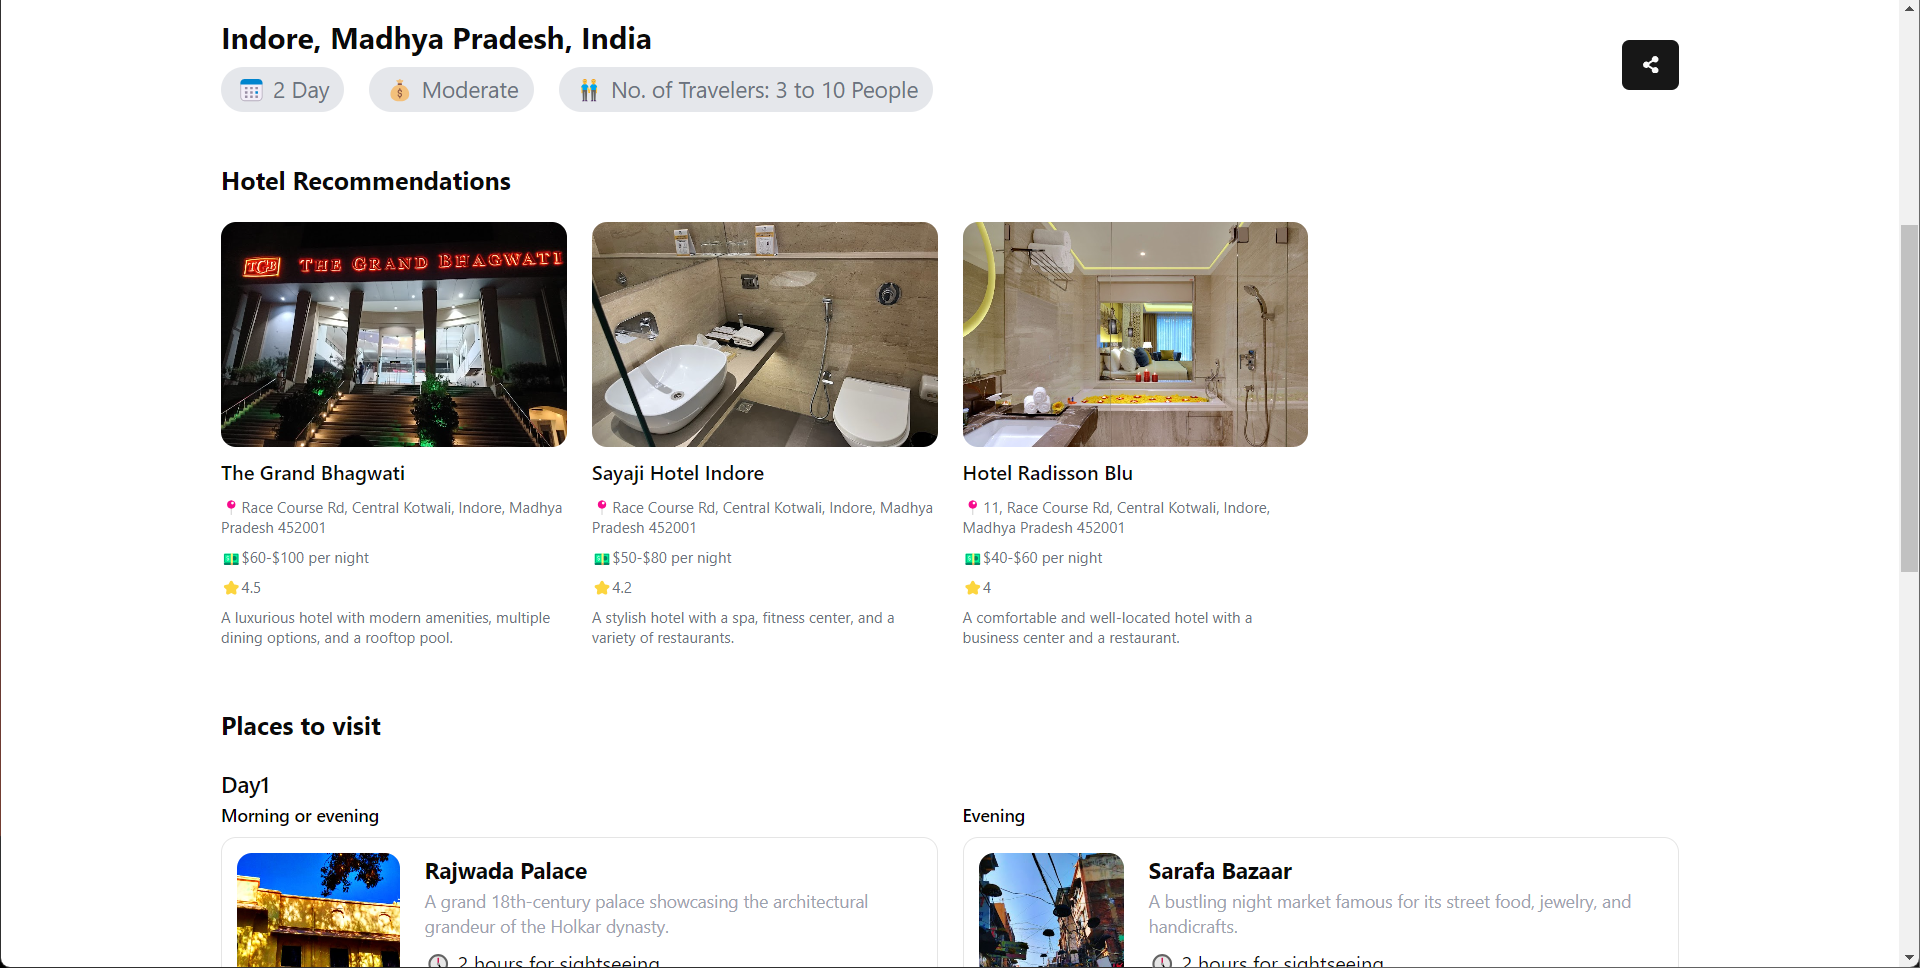 Indore, Madhya Pradesh, India
2 Day
Moderate
No. of Travelers: 3 to 10 People
Hotel Recommendations
TGB THE GRAND BHAGWATI
The Grand Bhagwati
Race Course Rd, Central Kotwali, Indore, Madhya
Pradesh 452001
$60-$100 per night
4.5
A luxurious hotel with modern amenities, multiple
dining options, and a rooftop pool.
Sayaji Hotel Indore
Race Course Rd, Central Kotwali, Indore, Madhya
Pradesh 452001
$50-$80 per night
4.2
A stylish hotel with a spa, fitness center, and a
variety of restaurants.
Hotel Radisson Blu
11, Race Course Rd, Central Kotwali, Indore,
Madhya Pradesh 452001
$40-$60 per night
4
A comfortable and well-located hotel with a
business center and a restaurant.
Places to visit
Day1
Morning or evening
Rajwada Palace
A grand 18th-century palace showcasing the architectural
grandeur of the Holkar dynasty.
2 hours for sightseeing
Evening
Sarafa Bazaar
A bustling night market famous for its street food, jewelry, and
handicrafts.
2 hours for sightseeing